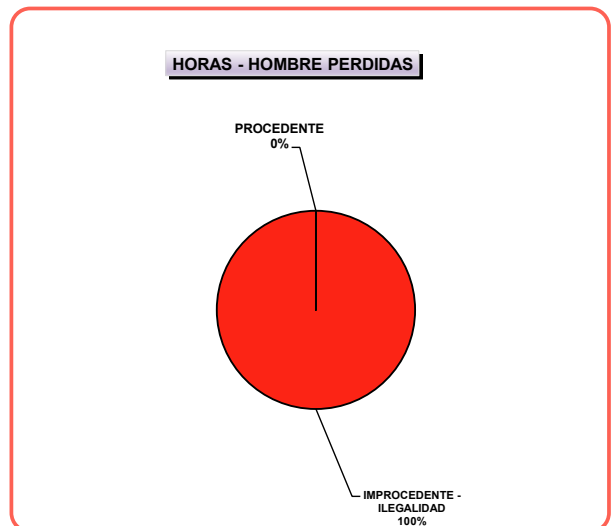 HORAS - HOMBRE PERDIDAS
PROCEDENTE
0%
IMPROCEDENTE -
ILEGALIDAD
100%